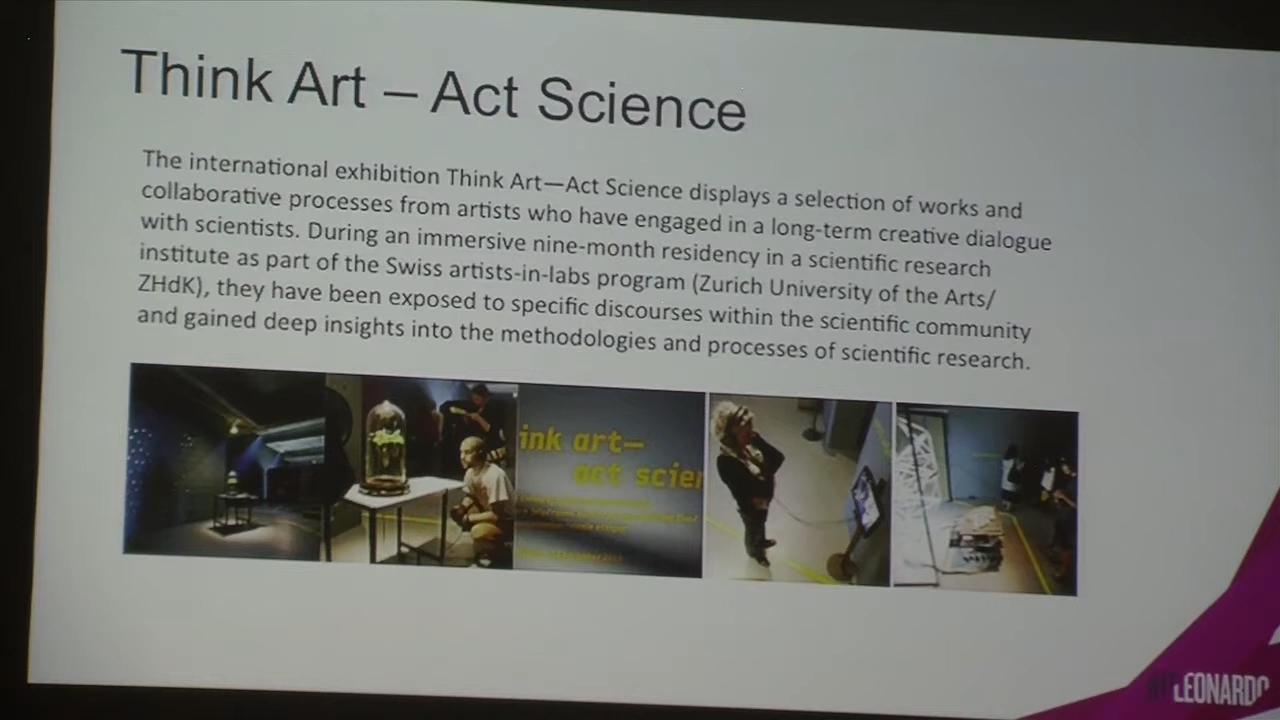 Think Art – Act Science
The international exhibition Think Art—Act Science displays a selection of works and
collaborative processes from artists who have engaged in a long-term creative dialogue
with scientists. During an immersive nine-month residency in a scientific research
institute as part of the Swiss artists-in-labs program (Zurich University of the Arts/
ZHdK), they have been exposed to specific discourses within the scientific community
and gained deep insights into the methodologies and processes of scientific research.
ink art—
act scien
LEONARDO